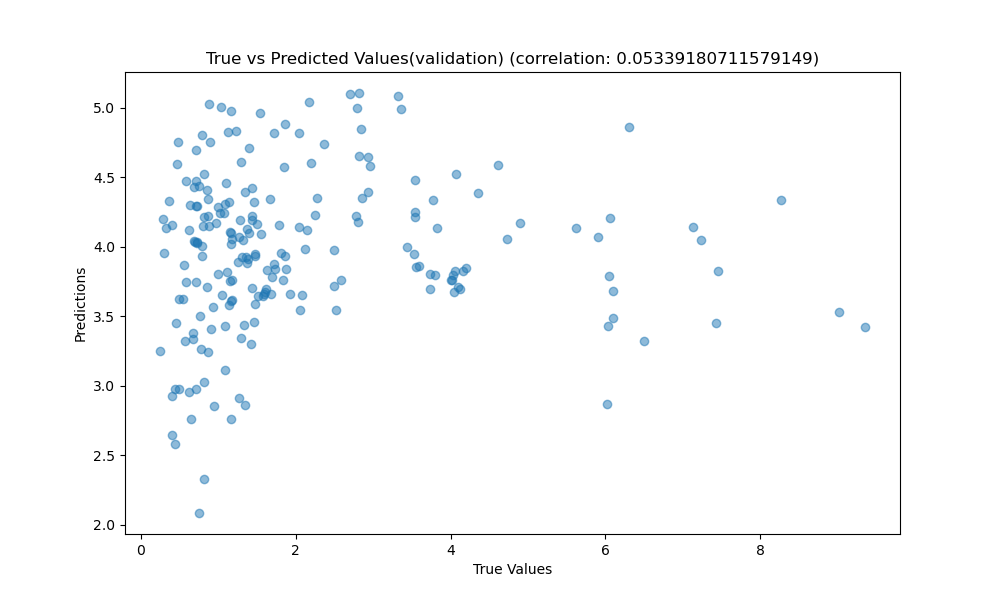 True vs Predicted Values(validation) (correlation: 0.05339180711579149)
5.0
4.5
4.0
3.5
3.0
2.5
2.0
Predictions
0 2 4 6 8
True Values